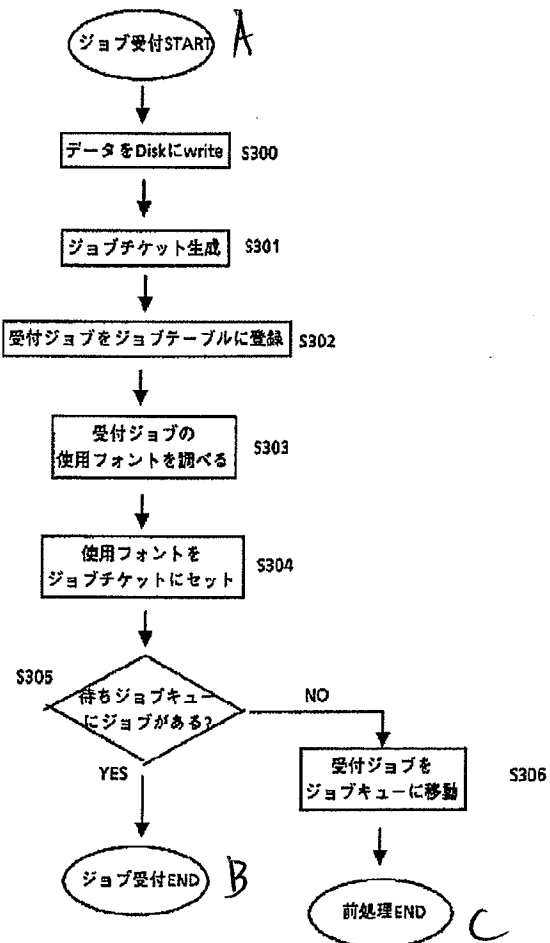 ジョブ受付START A
データをDiskにwrite S300
ジョブチケット生成 S301
受付ジョブをジョブテーブルに登録 S302
受付ジョブの
使用フォントを調べる S303
使用フォントを
ジョブチケットにセット S304
S305
待ちジョブキュー
にジョブがある?
NO
YES
受付ジョブを
ジョブキューに移動 S306
ジョブ受付END B
前処理END C